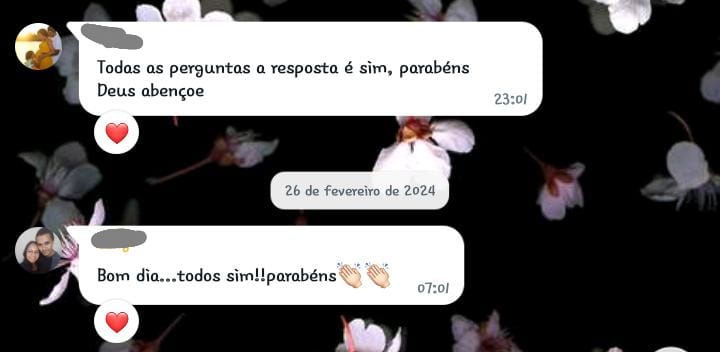 Todas as perguntas a resposta é sim, parabéns
Deus abençoe
23:01
26 de fevereiro de 2024
Bom dia...todos sim!!parabéns👏🏻👏🏻
07:01